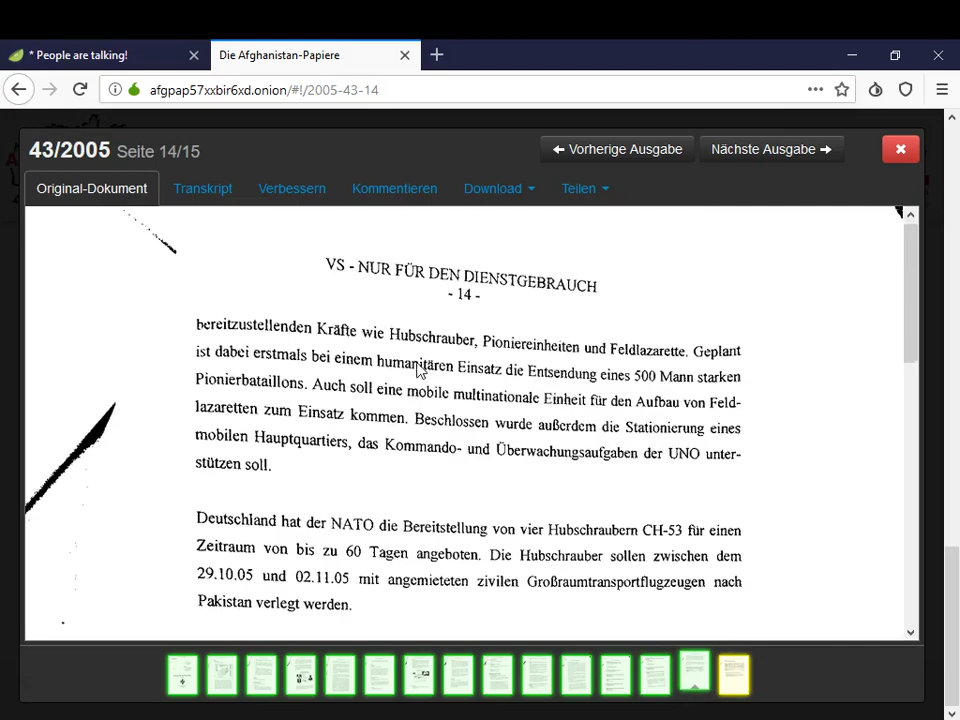 * People are talking!
Die Afghanistan-Papiere
afgpap57xxbir6xd.onion/#!/2005-43-14
43/2005 Seite 14/15
Vorherige Ausgabe
Nächste Ausgabe
Original-Dokument
Transkript
Verbessern
Kommentieren
Download
Teilen
VS - NUR FÜR DEN DIENSTGEBRAUCH
- 14 -
bereitzustellenden Kräfte wie Hubschrauber, Pioniereinheiten und Feldlazarette. Geplant
ist dabei erstmals bei einem humanitären Einsatz die Entsendung eines 500 Mann starken
Pionierbataillons. Auch soll eine mobile multinationale Einheit für den Aufbau von Feld-
lazaretten zum Einsatz kommen. Beschlossen wurde außerdem die Stationierung eines
mobilen Hauptquartiers, das Kommando- und Überwachungsaufgaben der UNO unter-
stützen soll.
Deutschland hat der NATO die Bereitstellung von vier Hubschraubern CH-53 für einen
Zeitraum von bis zu 60 Tagen angeboten. Die Hubschrauber sollen zwischen dem
29.10.05 und 02.11.05 mit angemieteten zivilen Großraumtransportflugzeugen nach
Pakistan verlegt werden.